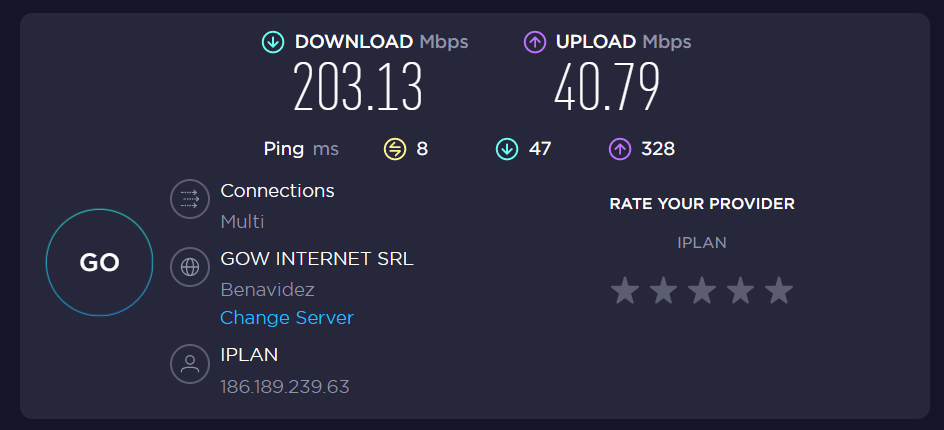 DOWNLOAD Mbps
203.13
UPLOAD Mbps
40.79
Ping ms 8 47 328
GO
Connections
Multi
GOW INTERNET SRL
Benavidez
Change Server
IPLAN
186.189.239.63
RATE YOUR PROVIDER
IPLAN